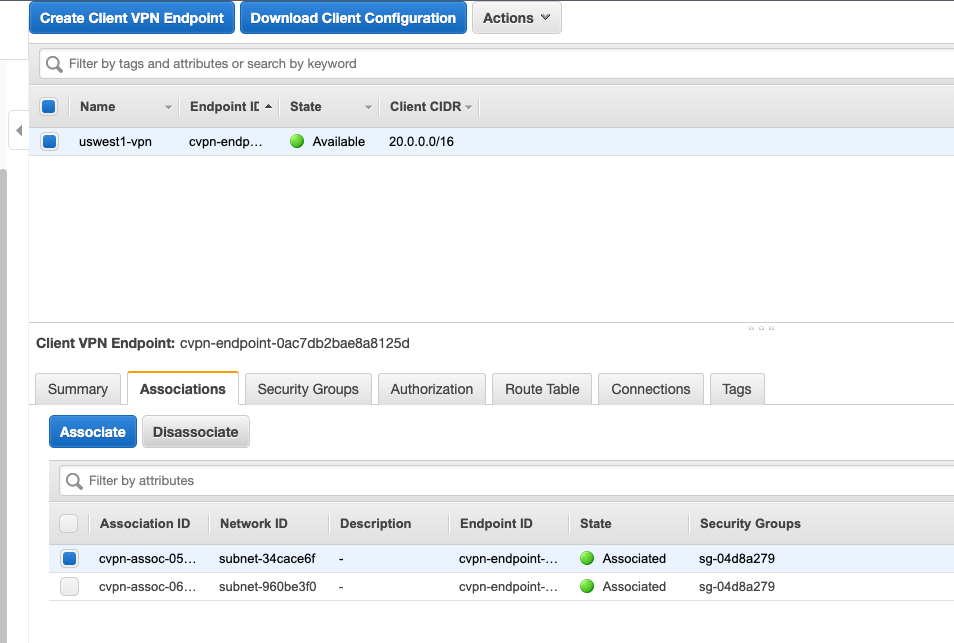 Create Client VPN Endpoint Download Client Configuration Actions
Filter by tags and attributes or search by keyword
Name Endpoint ID State Client CIDR
uswest1-vpn cvpn-endp... Available 20.0.0.0/16
Client VPN Endpoint: cvpn-endpoint-0ac7db2bae8a8125d
Summary Associations Security Groups Authorization Route Table Connections Tags
Associate Disassociate
Filter by attributes
Association ID Network ID Description Endpoint ID State Security Groups
cvpn-assoc-05... subnet-34cace6f - cvpn-endpoint-... Associated sg-04d8a279
cvpn-assoc-06... subnet-960be3f0 - cvpn-endpoint-... Associated sg-04d8a279